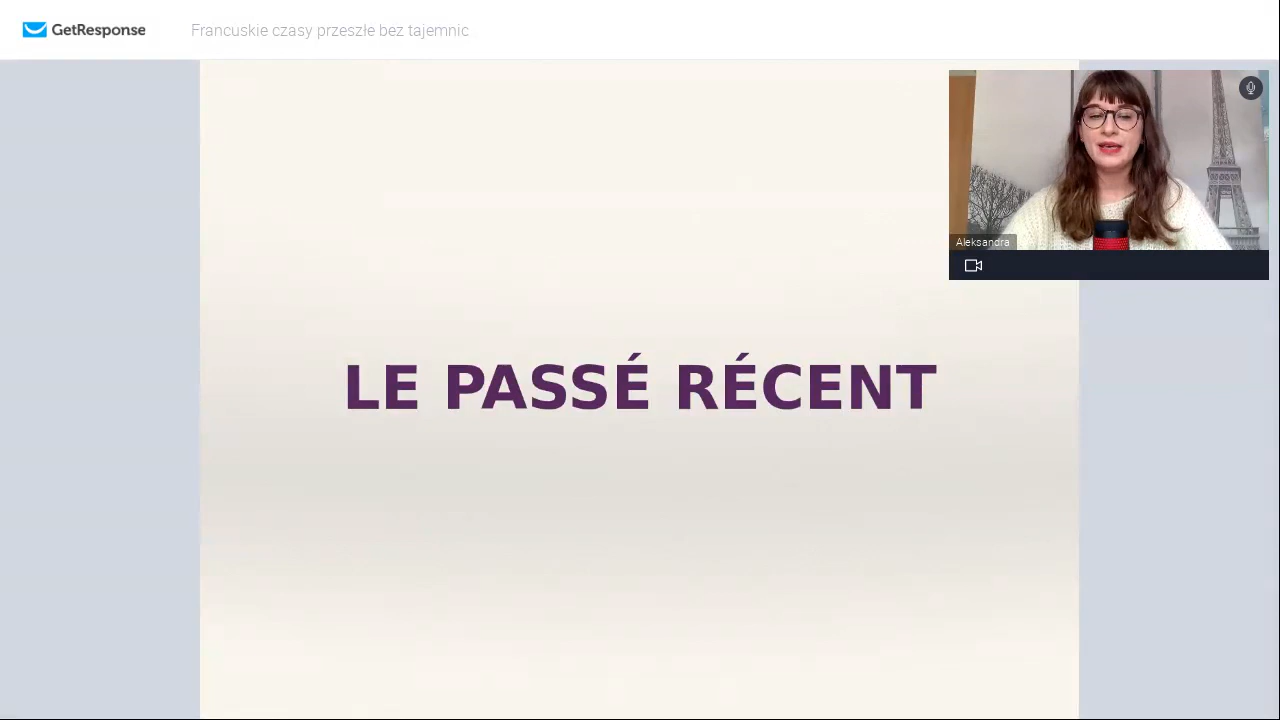 GetResponse
Francuskie czasy przeszłe bez tajemnic
Aleksandra
LE PASSÉ RÉCENT